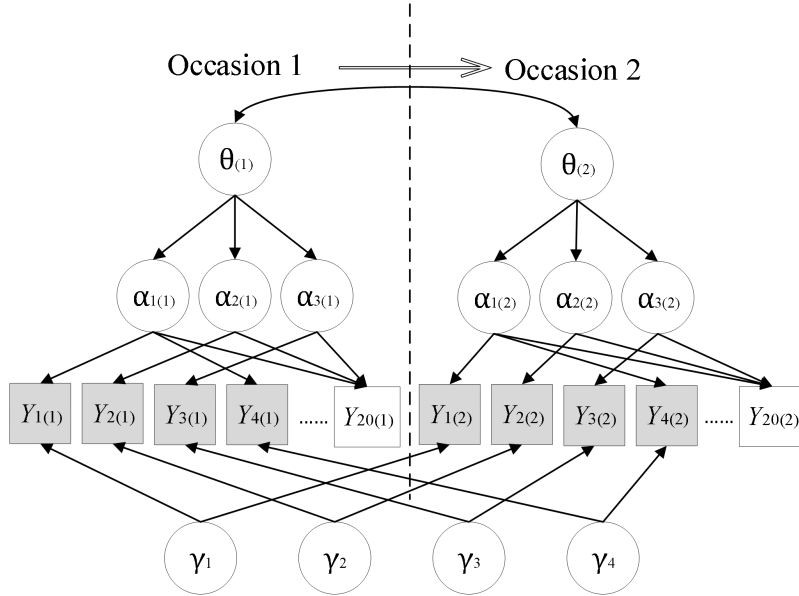 Occasion 1 Occasion 2
θ(1) θ(2)
α1(1) α2(1) α3(1) α1(2) α2(2) α3(2)
Y1(1) Y2(1) Y3(1) Y4(1) ...... Y20(1) Y1(2) Y2(2) Y3(2) Y4(2) ...... Y20(2)
γ1 γ2 γ3 γ4